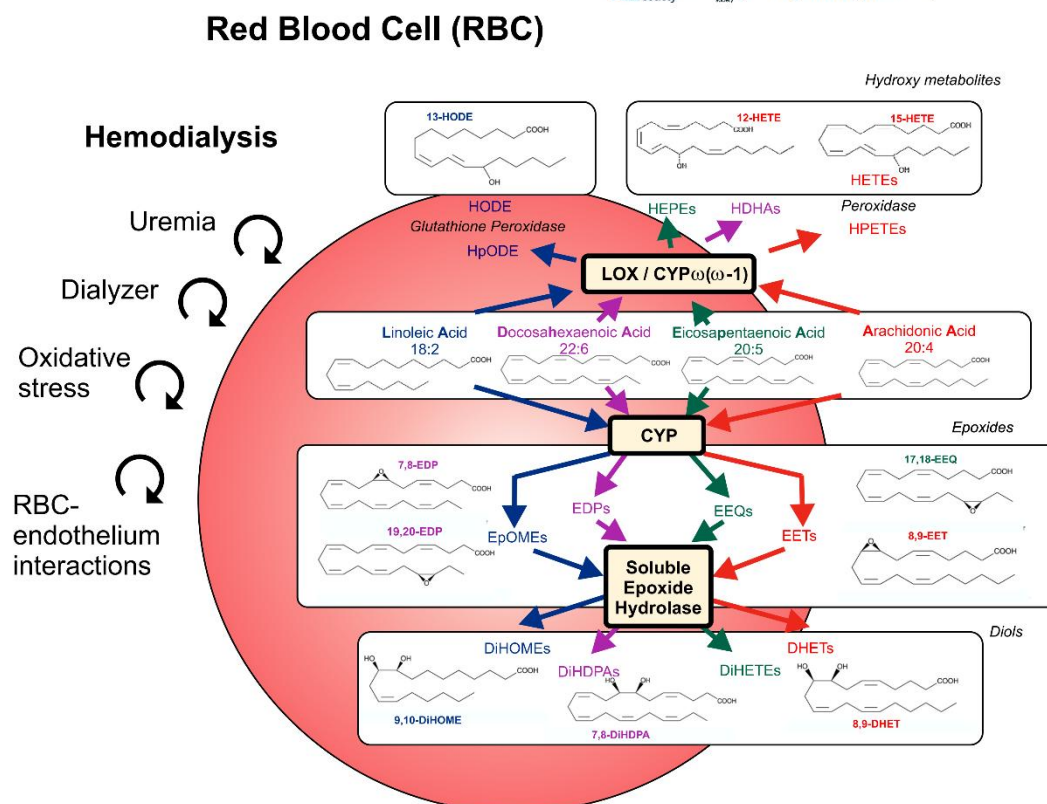 Red Blood Cell (RBC)
Hydroxy metabolites
Hemodialysis
13-HODE
COOH
OH
12-HETE
COOH
OH
15-HETE
COOH
OH
HETEs
Uremia
Dialyzer
Oxidative
stress
RBC-
endothelium
interactions
HODE
Glutathione Peroxidase
HpODE
HEPEs
HDHAs
Peroxidase
HPETEs
LOX / CYPω(ω-1)
Linoleic Acid
18:2
COOH
Docosahexaenoic Acid
22:6
COOH
Eicosapentaenoic Acid
20:5
COOH
Arachidonic Acid
20:4
COOH
CYP
Epoxides
7,8-EDP
O
COOH
19,20-EDP
COOH
O
EpOMEs
EDPs
EEQs
EETs
17,18-EEQ
COOH
O
8,9-EET
O
COOH
Soluble
Epoxide
Hydrolase
Diols
DiHOMEs
DiHDPAs
DiHETEs
DHETs
HO
OH
COOH
9,10-DiHOME
HO
OH
COOH
7,8-DiHDPA
HO
OH
COOH
8,9-DHET